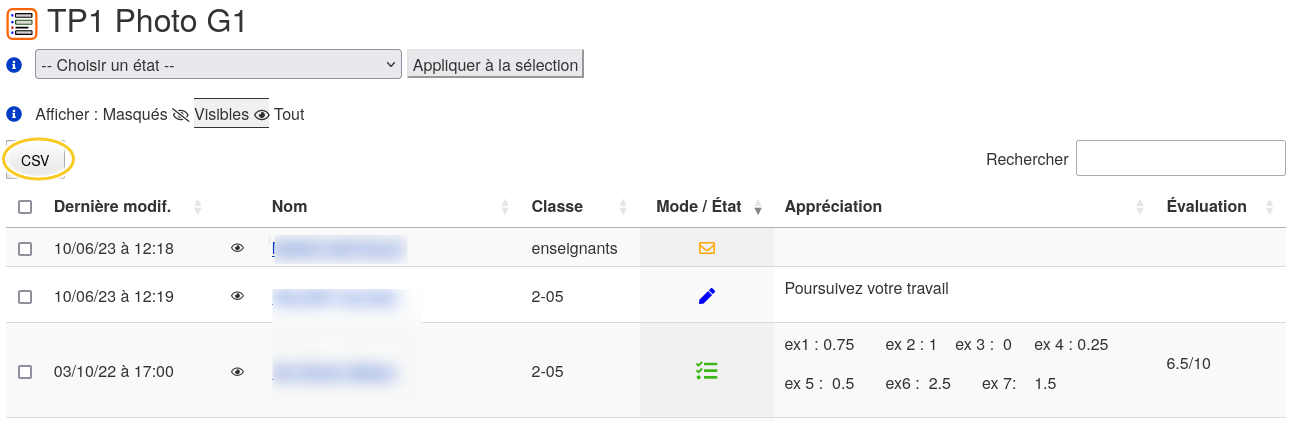 TP1 Photo G1
-- Choisir un état -- Appliquer à la sélection
Afficher : Masqués Visibles Tout
CSV Rechercher
Dernière modif. Nom Classe Mode / État Appréciation Évaluation
10/06/23 à 12:18 enseignants
10/06/23 à 12:19 2-05 Poursuivez votre travail
ex1 : 0.75 ex 2 : 1 ex 3 : 0 ex 4 : 0.25
03/10/22 à 17:00 2-05 6.5/10
ex 5 : 0.5 ex6 : 2.5 ex 7: 1.5